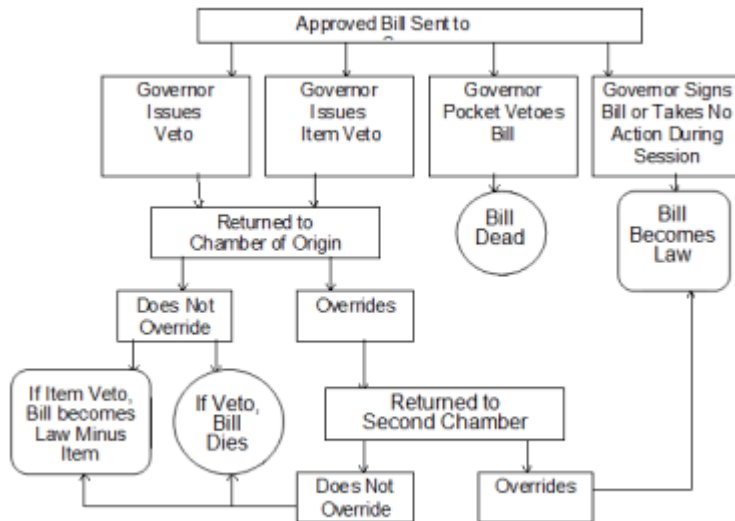 Approved Bill Sent to
Governor
Issues
Veto
Governor
Issues
Item Veto
Governor
Pocket Vetoes
Bill
Governor Signs
Bill or Takes No
Action During
Session
Returned to
Chamber of Origin
Bill
Dead
Bill
Becomes
Law
Does Not
Override
Overrides
If Item Veto,
Bill becomes
Law Minus
Item
If Veto,
Bill
Dies
Returned to
Second Chamber
Does Not
Override
Overrides